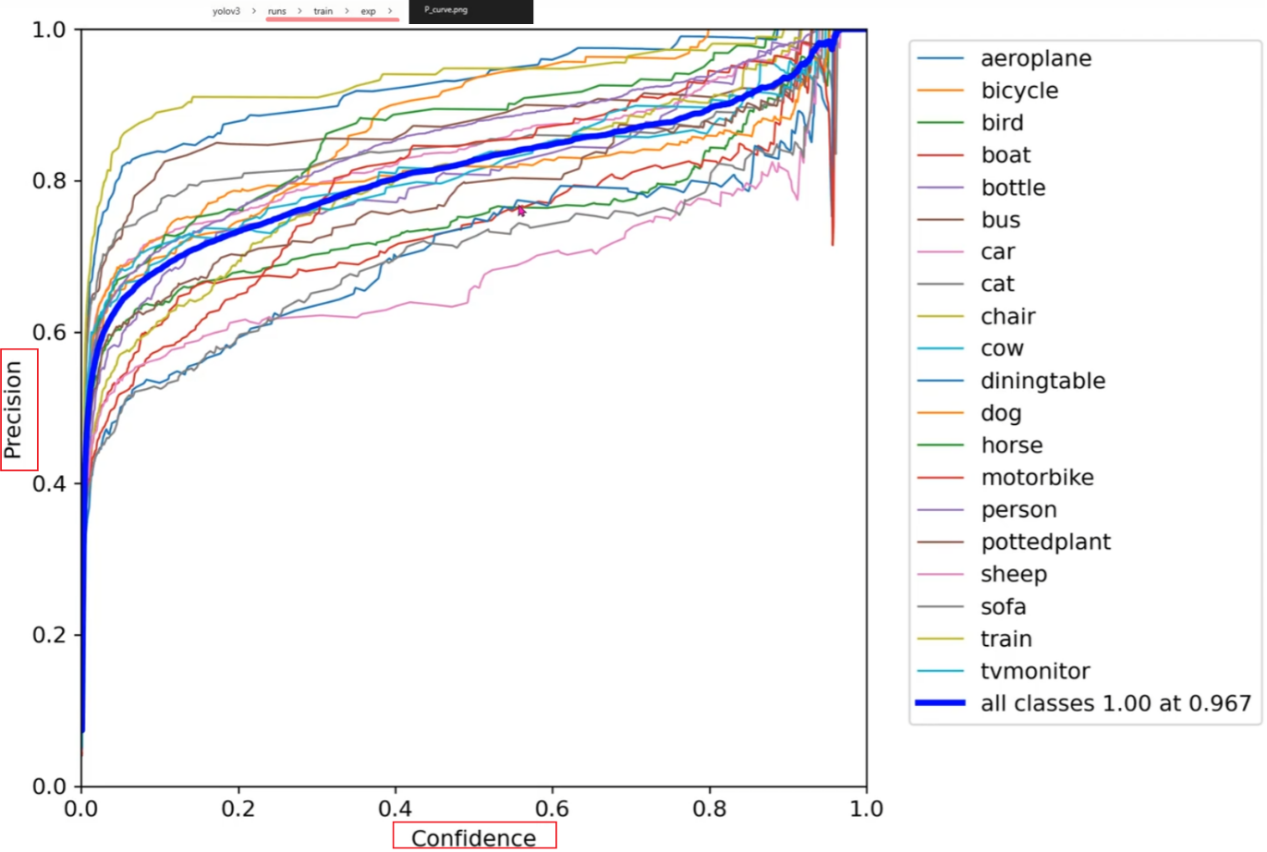 yolov3 > runs > train > exp > P_curve.png
1.0
0.8
0.6
0.4
0.2
0.0
Precision
0.0 0.2 0.4 0.6 0.8 1.0
Confidence
aeroplane
bicycle
bird
boat
bottle
bus
car
cat
chair
cow
diningtable
dog
horse
motorbike
person
pottedplant
sheep
sofa
train
tvmonitor
all classes 1.00 at 0.967